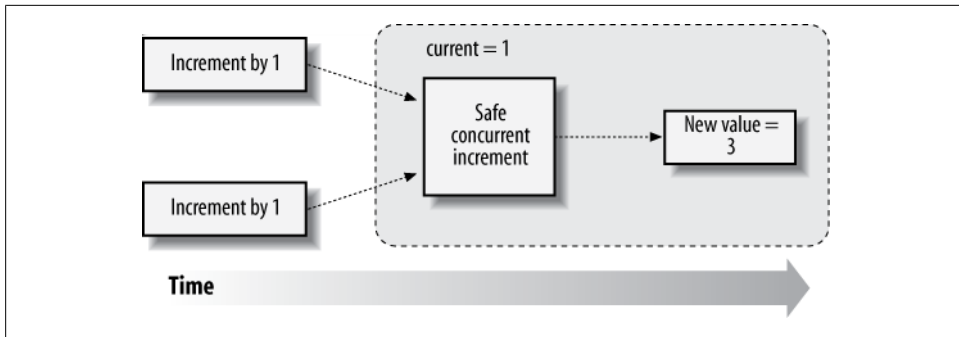 Increment by 1
current = 1
Safe
concurrent
increment
New value =
3
Increment by 1
Time